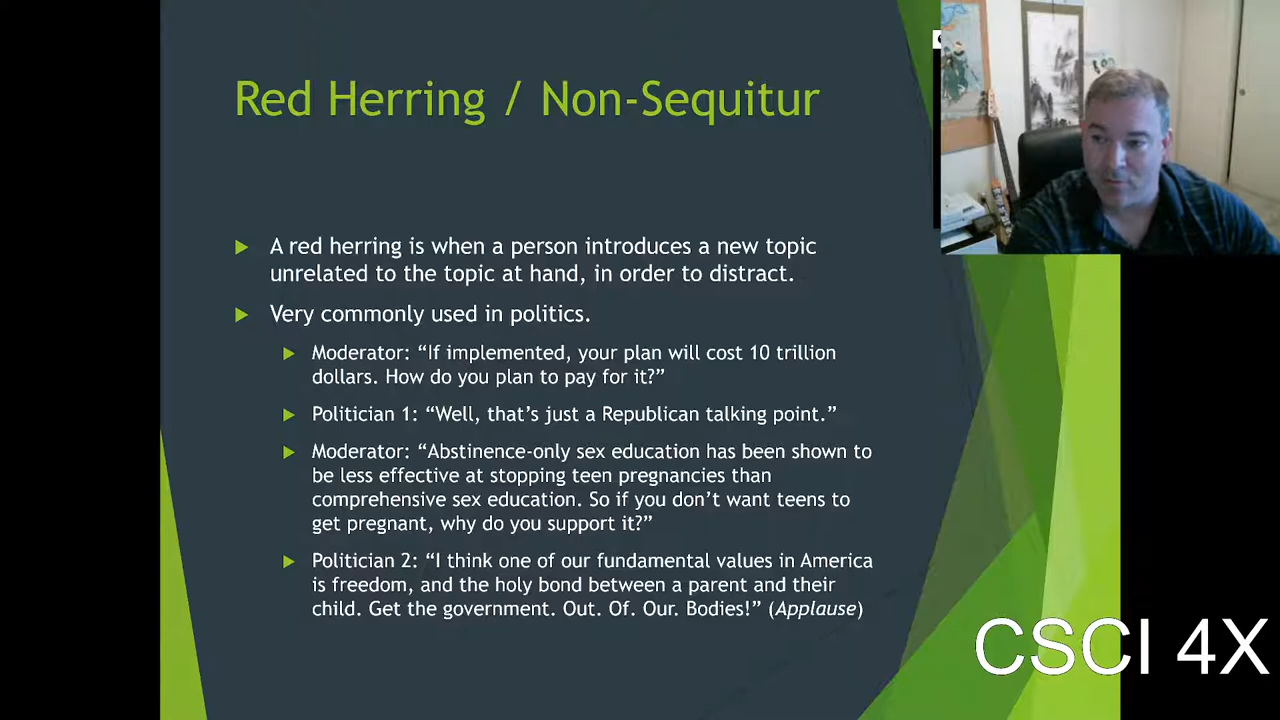 Red Herring / Non-Sequitur
A red herring is when a person introduces a new topic
unrelated to the topic at hand, in order to distract.
Very commonly used in politics.
Moderator: “If implemented, your plan will cost 10 trillion
dollars. How do you plan to pay for it?”
Politician 1: “Well, that’s just a Republican talking point.”
Moderator: “Abstinence-only sex education has been shown to
be less effective at stopping teen pregnancies than
comprehensive sex education. So if you don’t want teens to
get pregnant, why do you support it?”
Politician 2: “I think one of our fundamental values in America
is freedom, and the holy bond between a parent and their
child. Get the government. Out. Of. Our. Bodies!” (Applause)
CSCI 4X